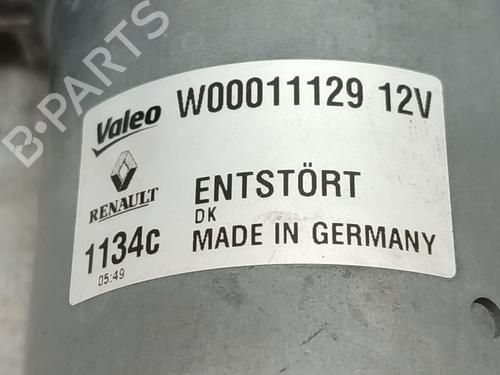 B-PARTS
Valeo W00011129 12V
RENAULT
ENTSTÖRT
DK
1134c MADE IN GERMANY
05:49